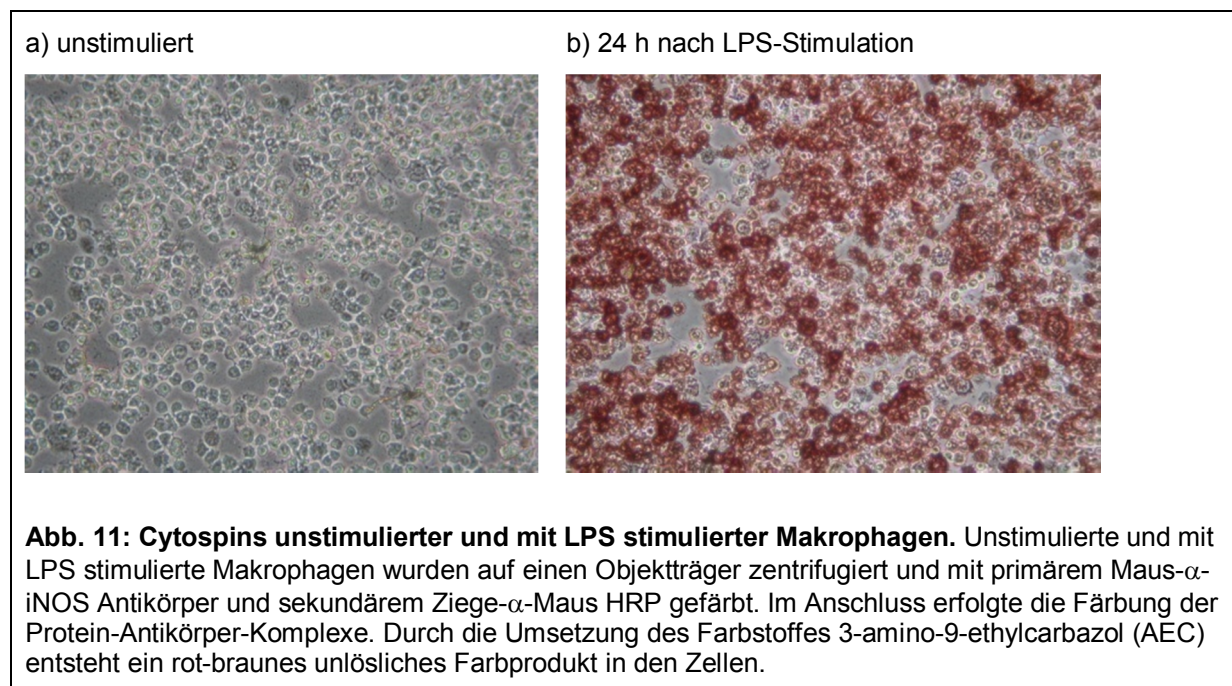 a) unstimuliert
b) 24 h nach LPS-Stimulation
Abb. 11: Cytospins unstimulierter und mit LPS stimulierter Makrophagen. Unstimulierte und mit
LPS stimulierte Makrophagen wurden auf einen Objektträger zentrifugiert und mit primärem Maus-α-
iNOS Antikörper und sekundärem Ziege-α-Maus HRP gefärbt. Im Anschluss erfolgte die Färbung der
Protein-Antikörper-Komplexe. Durch die Umsetzung des Farbstoffes 3-amino-9-ethylcarbazol (AEC)
entsteht ein rot-braunes unlösliches Farbprodukt in den Zellen.